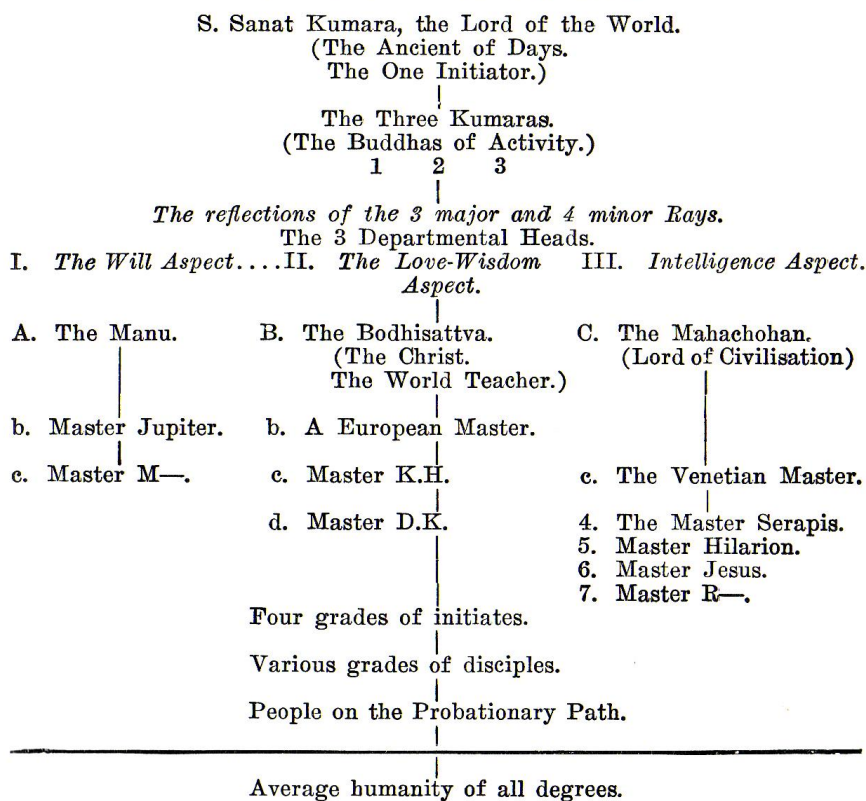 S. Sanat Kumara, the Lord of the World.
(The Ancient of Days.
The One Initiator.)
The Three Kumaras.
(The Buddhas of Activity.)
1 2 3
The reflections of the 3 major and 4 minor Rays.
The 3 Departmental Heads.
I. The Will Aspect....II. The Love-Wisdom III. Intelligence Aspect.
Aspect.
A. The Manu. B. The Bodhisattva. C. The Mahachohan.
(The Christ. (Lord of Civilisation)
The World Teacher.)
b. Master Jupiter. b. A European Master.
c. Master M—. c. Master K.H. c. The Venetian Master.
d. Master D.K. 4. The Master Serapis.
5. Master Hilarion.
6. Master Jesus.
7. Master R—.
Four grades of initiates.
Various grades of disciples.
People on the Probationary Path.
Average humanity of all degrees.